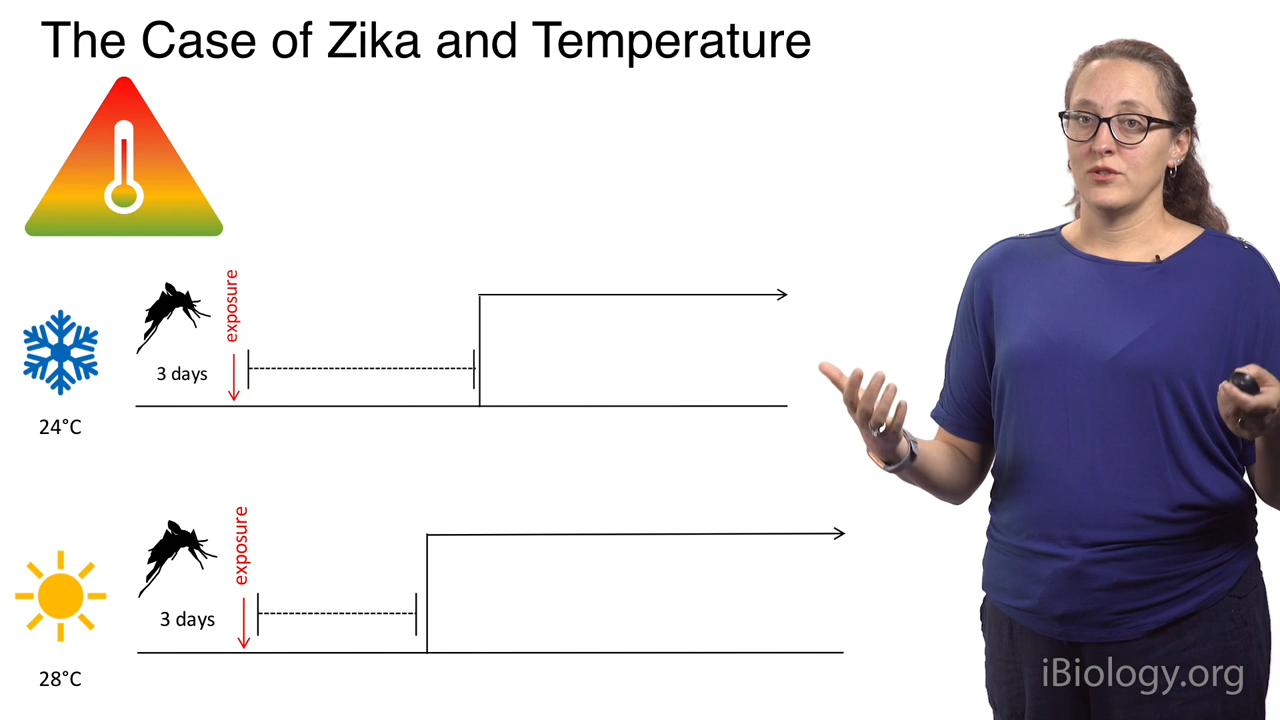 The Case of Zika and Temperature
exposure
3 days
24°C
exposure
3 days
28°C
iBiology.org